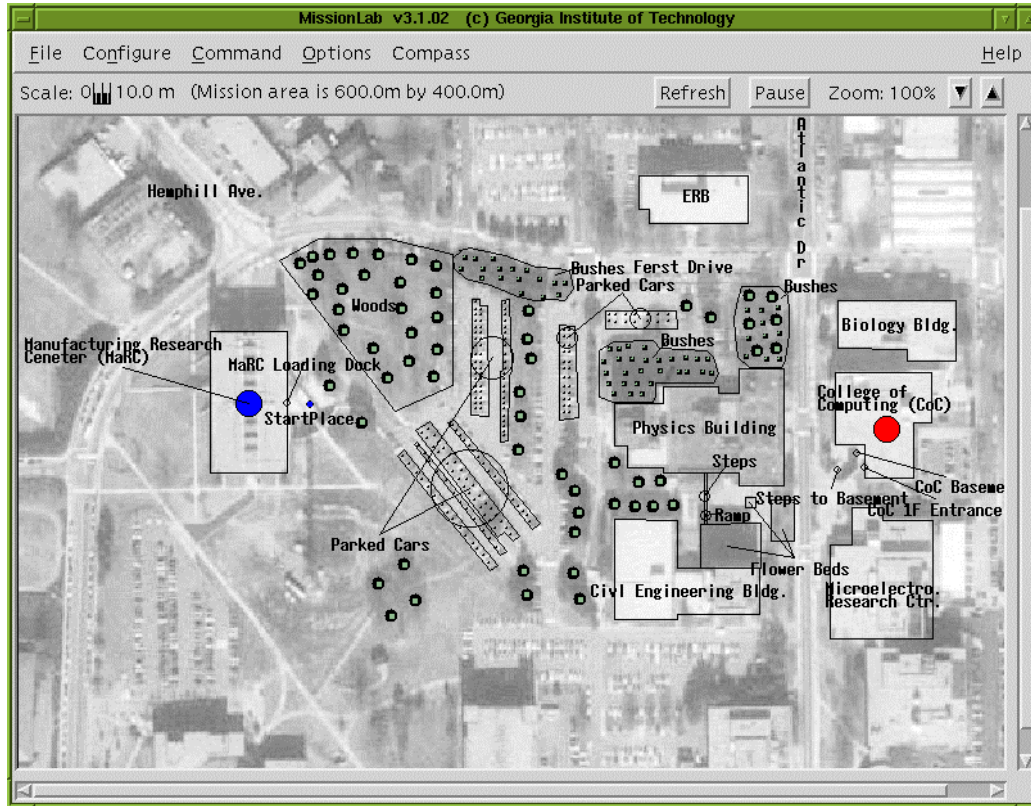 MissionLab v3.1.02 (c) Georgia Institute of Technology
File Configure Command Options Compass Help
Scale: 0 10.0 m (Mission area is 600.0m by 400.0m) Refresh Pause Zoom: 100%
Atlantic Dr
Hemphill Ave.
ERB
Bushes Ferst Drive
Parked Cars
Bushes
Woods
Biology Bldg.
Manufacturing Research
Ceneter (MaRC)
Bushes
MaRC Loading Dock
College of
Computing (CoC)
StartPlace
Physics Building
Steps
CoC Baseme
Steps to Basement
CoC 1F Entrance
Ramp
Parked Cars
Flower Beds
Civl Engineering Bldg.
Microelectro.
Research Ctr.